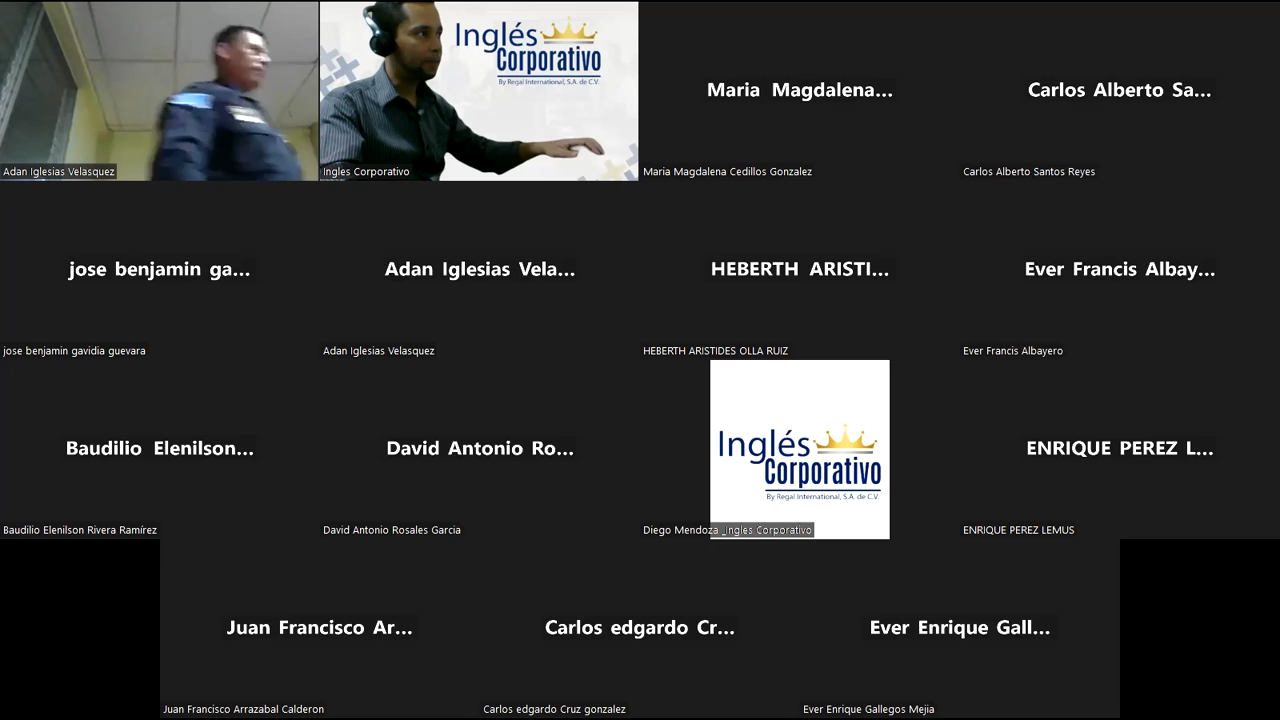 Inglés
Corporativo
By Regal International, S.A. de C.V.
Maria Magdalena...
Carlos Alberto Sa...
Adan Iglesias Velasquez
Ingles Corporativo
Maria Magdalena Cedillos Gonzalez
Carlos Alberto Santos Reyes
jose benjamin ga...
Adan Iglesias Vela...
HEBERTH ARISTI...
Ever Francis Albay...
jose benjamin gavidia guevara
Adan Iglesias Velasquez
HEBERTH ARISTIDES OLLA RUIZ
Ever Francis Albayero
Baudilio Elenilson...
David Antonio Ro...
Inglés
Corporativo
By Regal International, S.A. de C.V.
ENRIQUE PEREZ L...
Baudilio Elenilson Rivera Ramírez
David Antonio Rosales Garcia
Diego Mendoza _Ingles Corporativo
ENRIQUE PEREZ LEMUS
Juan Francisco Ar...
Carlos edgardo Cr...
Ever Enrique Gall...
Juan Francisco Arrazabal Calderon
Carlos edgardo Cruz gonzalez
Ever Enrique Gallegos Mejia